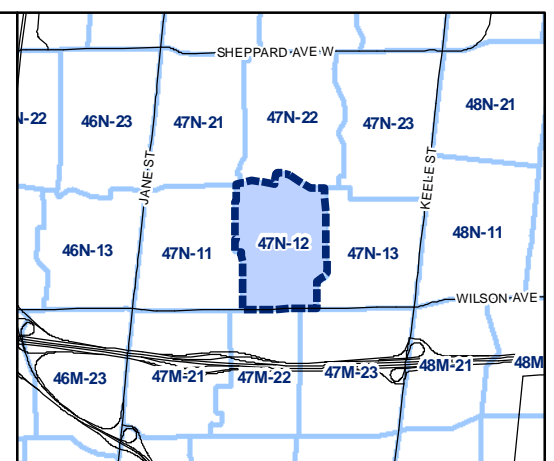 SHEPPARD AVE W
N-22
46N-23
47N-21
47N-22
47N-23
48N-21
JANE ST
KEELE ST
46N-13
47N-11
47N-12
47N-13
48N-11
WILSON AVE
46M-23
47M-21
47M-22
47M-23
48M-21
48M